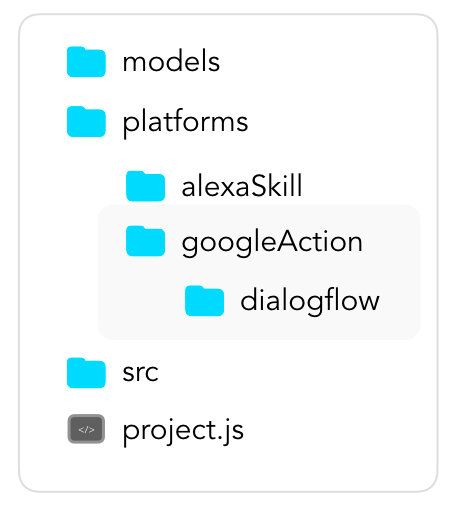 models
platforms
alexaSkill
googleAction
dialogflow
src
</> project.js